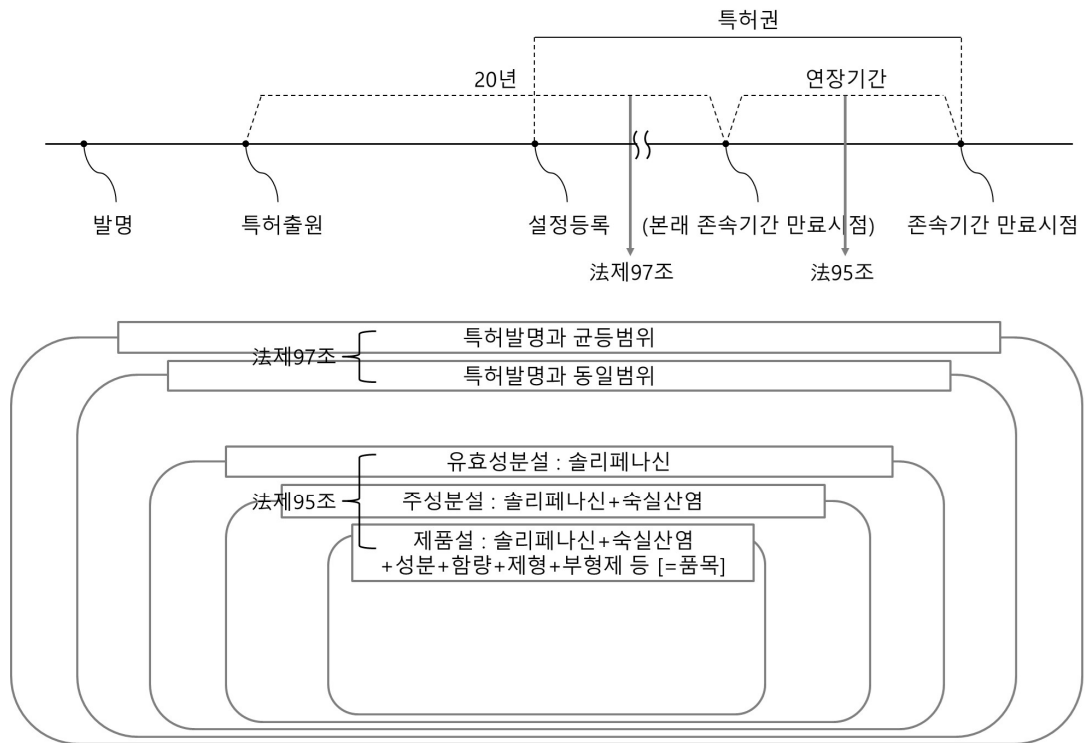 특허권
20년
연장기간
발명
특허출원
설정등록
(본래 존속기간 만료시점)
존속기간 만료시점
法제97조
法95조
특허발명과 균등범위
法제97조
특허발명과 동일범위
유효성분설 : 솔리페나신
法제95조
주성분설 : 솔리페나신+숙실산염
제품설 : 솔리페나신+숙실산염
+성분+함량+제형+부형제 등 [=품목]